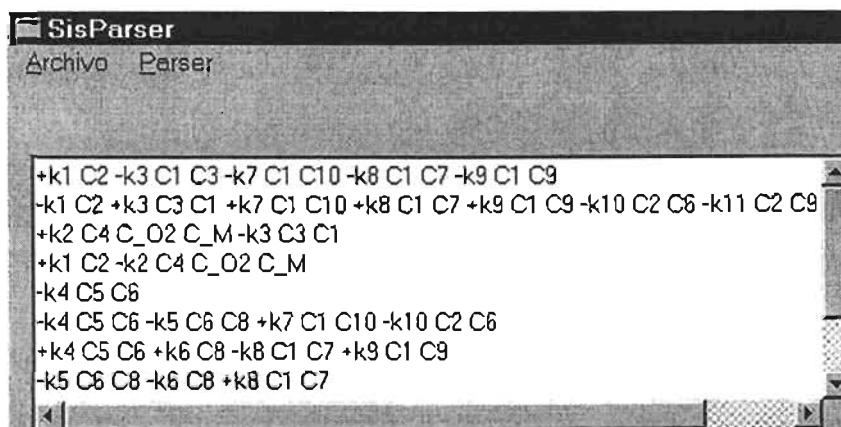 SisParser
Archivo Parser
+k1 C2 -k3 C1 C3 -k7 C1 C10 -k8 C1 C7 -k9 C1 C9
-k1 C2 +k3 C3 C1 +k7 C1 C10 +k8 C1 C7 +k9 C1 C9 -k10 C2 C6 -k11 C2 C9
+k2 C4 C_O2 C_M -k3 C3 C1
+k1 C2 -k2 C4 C_O2 C_M
-k4 C5 C6
-k4 C5 C6 -k5 C6 C8 +k7 C1 C10 -k10 C2 C6
+k4 C5 C6 +k6 C8 -k8 C1 C7 +k9 C1 C9
-k5 C6 C8 -k6 C8 +k8 C1 C7